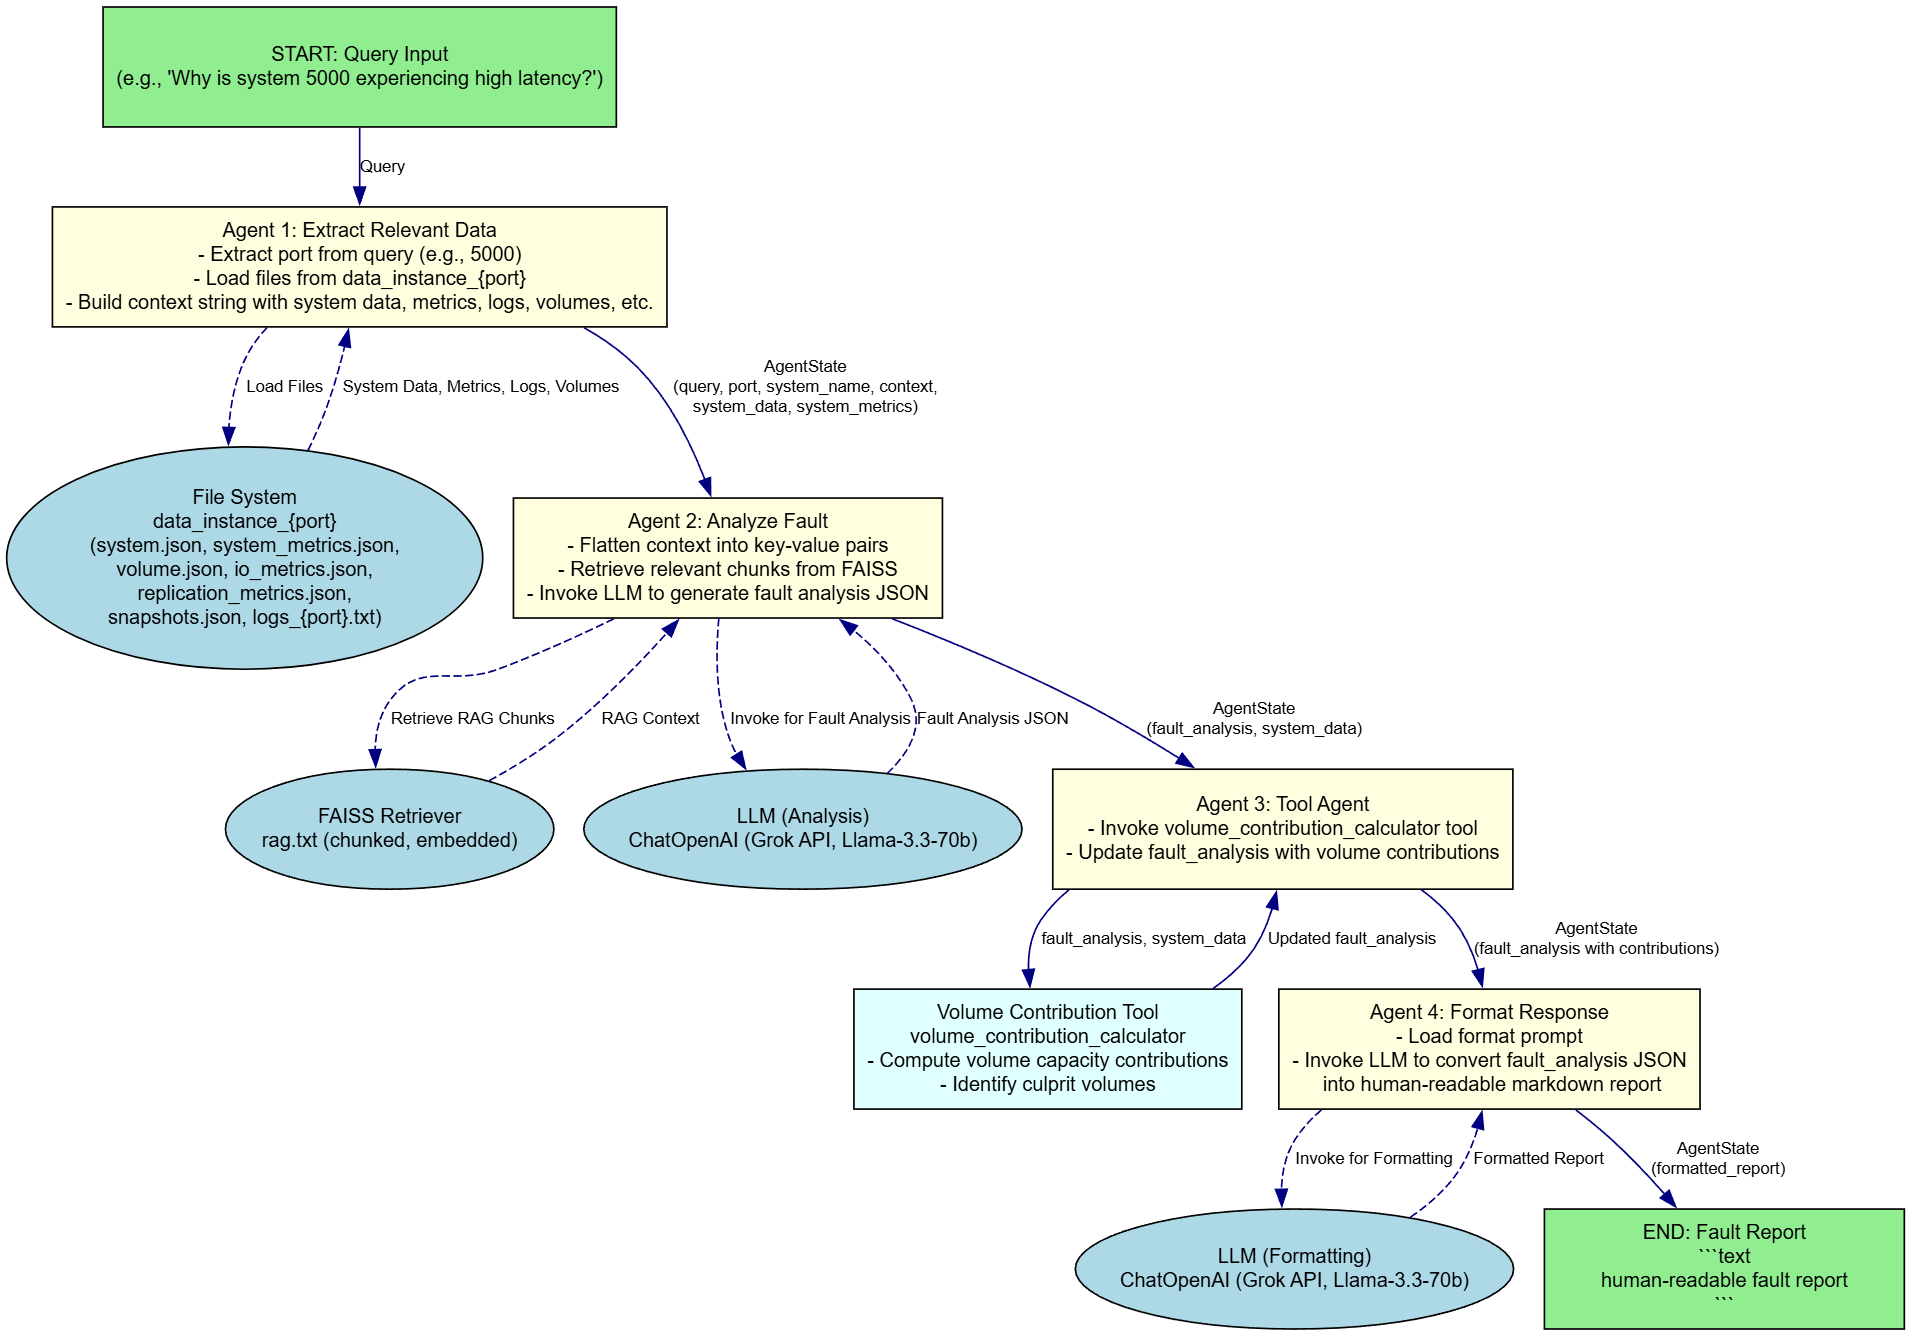 START: Query Input
(e.g., 'Why is system 5000 experiencing high latency?')
Query
Agent 1: Extract Relevant Data
- Extract port from query (e.g., 5000)
- Load files from data_instance_{port}
- Build context string with system data, metrics, logs, volumes, etc.
Load Files
System Data, Metrics, Logs, Volumes
AgentState
(query, port, system_name, context,
system_data, system_metrics)
File System
data_instance_{port}
(system.json, system_metrics.json,
volume.json, io_metrics.json,
replication_metrics.json,
snapshots.json, logs_{port}.txt)
Agent 2: Analyze Fault
- Flatten context into key-value pairs
- Retrieve relevant chunks from FAISS
- Invoke LLM to generate fault analysis JSON
Retrieve RAG Chunks
RAG Context
Invoke for Fault Analysis
Fault Analysis JSON
AgentState
(fault_analysis, system_data)
FAISS Retriever
rag.txt (chunked, embedded)
LLM (Analysis)
ChatOpenAI (Grok API, Llama-3.3-70b)
Agent 3: Tool Agent
- Invoke volume_contribution_calculator tool
- Update fault_analysis with volume contributions
fault_analysis, system_data
Updated fault_analysis
AgentState
(fault_analysis with contributions)
Volume Contribution Tool
volume_contribution_calculator
- Compute volume capacity contributions
- Identify culprit volumes
Agent 4: Format Response
- Load format prompt
- Invoke LLM to convert fault_analysis JSON
into human-readable markdown report
Invoke for Formatting
Formatted Report
AgentState
(formatted_report)
LLM (Formatting)
ChatOpenAI (Grok API, Llama-3.3-70b)
END: Fault Report
```text
human-readable fault report
```